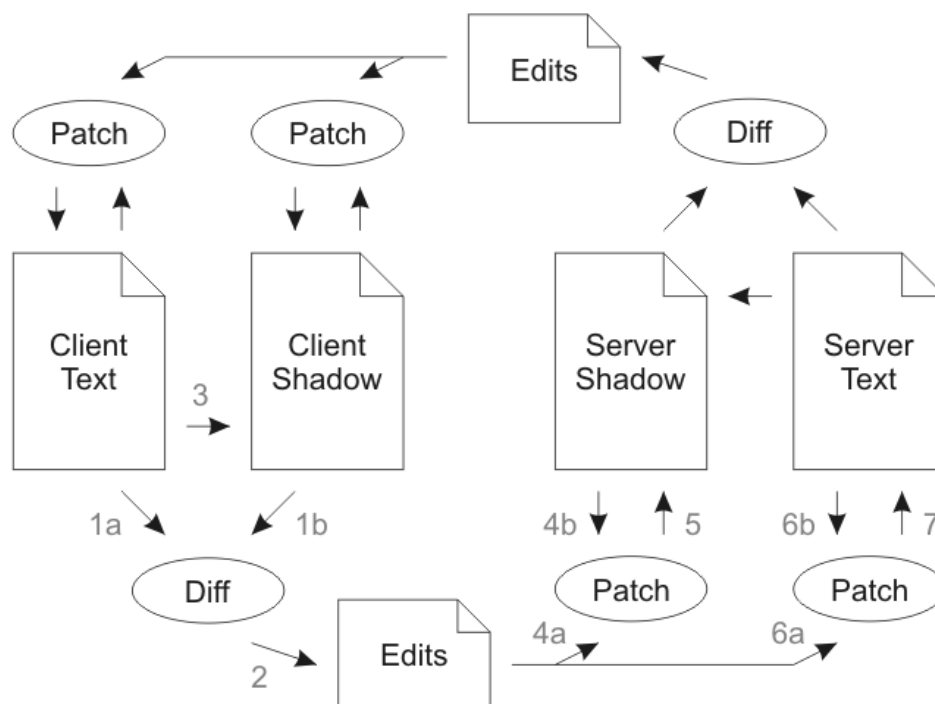 Edits
Patch
Patch
Diff
Client
Text
Client
Shadow
Server
Shadow
Server
Text
3
1a
1b
4b
5
6b
7
Diff
Patch
Patch
2
Edits
4a
6a